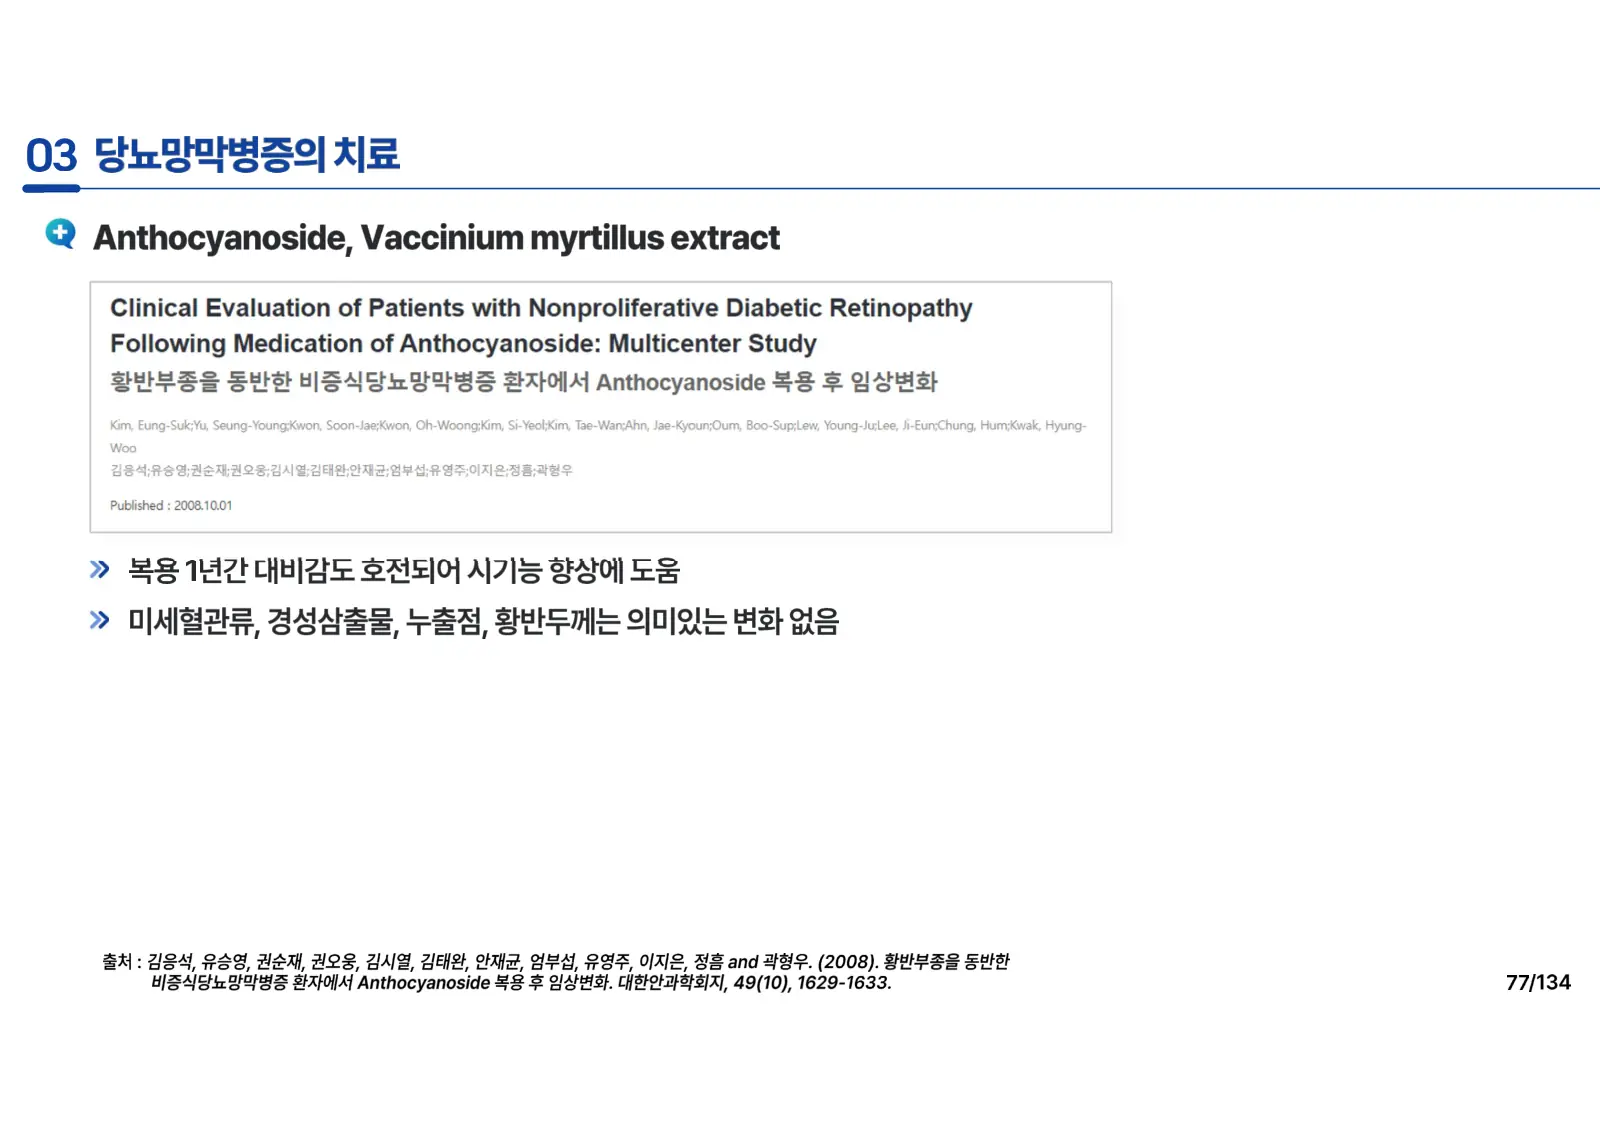 03 당뇨망막병증의 치료
Anthocyanoside, Vaccinium myrtillus extract
Clinical Evaluation of Patients with Nonproliferative Diabetic Retinopathy
Following Medication of Anthocyanoside: Multicenter Study
황반부종을 동반한 비증식당뇨망막병증 환자에서 Anthocyanoside 복용 후 임상변화
Kim, Eung-Suk;Yu, Seung-Young;Kwon, Soon-Jae;Kwon, Oh-Woong;Kim, Si-Yeol;Kim, Tae-Wan;Ahn, Jae-Kyoun;Oum, Boo-Sup;Lew, Young-Ju;Lee, Ji-Eun;Chung, Hum;Kwak, Hyung-
Woo
김응석;유승영;권순재;권오웅;김시열;김태완;안재균;엄부섭;유영주;이지은;정흠;곽형우
Published : 2008.10.01
복용 1년간 대비감도 호전되어 시기능 향상에 도움
미세혈관류, 경성삼출물, 누출점, 황반두께는 의미있는 변화 없음
출처 : 김응석, 유승영, 권순재, 권오웅, 김시열, 김태완, 안재균, 엄부섭, 유영주, 이지은, 정흠 and 곽형우. (2008). 황반부종을 동반한
비증식당뇨망막병증 환자에서 Anthocyanoside 복용 후 임상변화. 대한안과학회지, 49(10), 1629-1633.
77/134